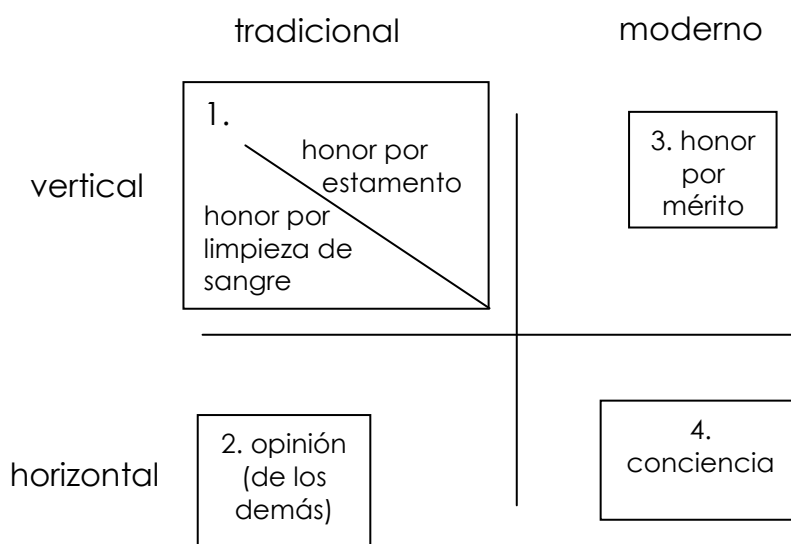 tradicional
moderno
vertical
1.
honor por
estamento
honor por
limpieza de
sangre
3. honor
por
mérito
horizontal
2. opinión
(de los
demás)
4.
conciencia